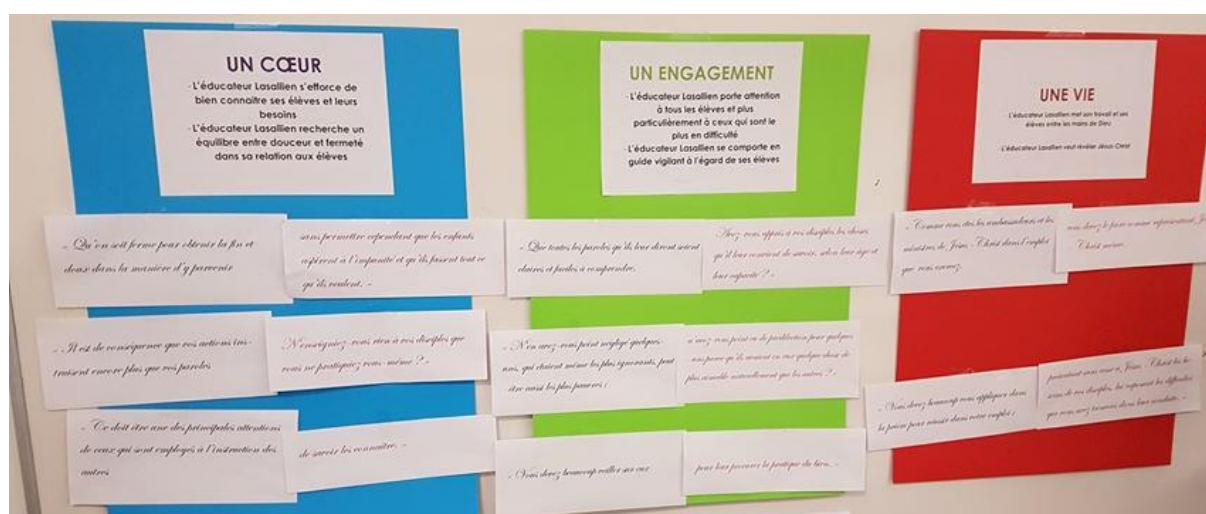 UN CŒUR
- L'éducateur Lasallien s'efforce de
bien connaitre ses élèves et leurs
besoins
- L'éducateur Lasallien recherche un
équilibre entre douceur et fermeté
dans sa relation aux élèves
« Qu'on soit ferme pour obtenir la fin et
doux dans la manière d'y parvenir
sans permettre cependant que les enfants
aspirent à l'impunité et qu'ils fassent tout ce
qu'ils veulent. »
« Il est de conséquence que vos actions ins-
truisent encore plus que vos paroles
N'enseigniez-vous rien à vos disciples que
vous ne pratiquiez vous-même ? »
« Ce doit être une des principales attentions
de ceux qui sont employés à l'instruction des
autres
de savoir les connaître. »
UN ENGAGEMENT
- L'éducateur Lasallien porte attention
à tous les élèves et plus
particulièrement à ceux qui sont le
plus en difficulté
- L'éducateur Lasallien se comporte en
guide vigilant à l'égard de ses élèves
« Que toutes les paroles qu'ils leur diront soient
claires et faciles à comprendre.
Avez-vous appris à vos disciples les choses
qu'il leur convient de savoir, selon leur âge et
leur capacité ? »
« N'en avez-vous point négligé quelques-
uns, qui étaient même les plus ignorants, peut
être aussi les plus pauvres ;
n'avez-vous point eu de prédilection pour quelques
uns parce qu'ils avaient en eux quelque chose de
plus aimable naturellement que les autres ? »
« Vous devez beaucoup veiller sur eux
pour leur procurer la pratique du bien. »
UNE VIE
- L'éducateur Lasallien met son travail et ses
élèves entre les mains de Dieu
- L'éducateur Lasallien veut révéler Jésus Christ
« Comme vous êtes les ambassadeurs et les
ministres de Jésus-Christ dans l'emploi
que vous exercez,
vous devez le faire comme représentant
Christ même.
« Vous devez beaucoup vous appliquer dans
la prière pour réussir dans votre emploi ;
présentant sans cesse à Jésus-Christ les be-
soins de vos disciples, lui exposant les difficultés
que vous avez trouvées dans leur conduite. »